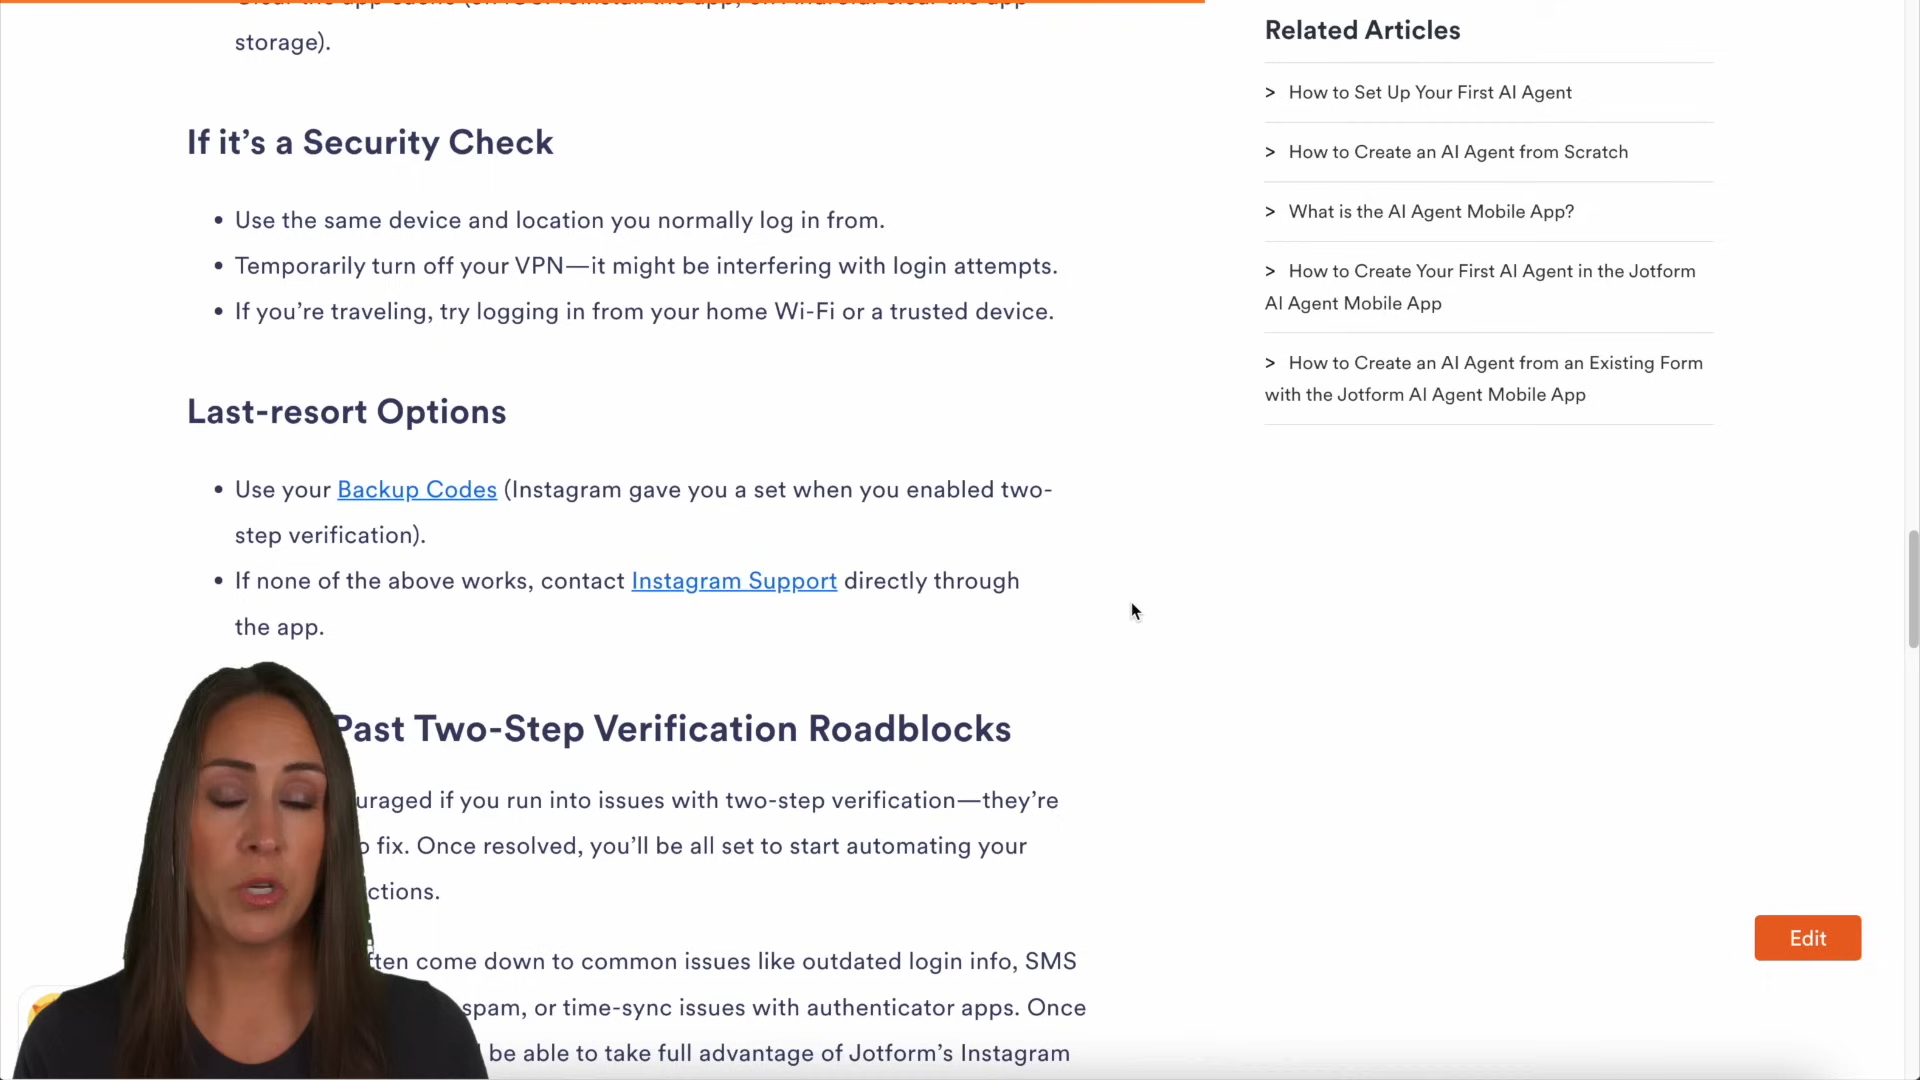 storage).
If it’s a Security Check
• Use the same device and location you normally log in from.
• Temporarily turn off your VPN—it might be interfering with login attempts.
• If you’re traveling, try logging in from your home Wi-Fi or a trusted device.
Last-resort Options
• Use your Backup Codes (Instagram gave you a set when you enabled two-
step verification).
• If none of the above works, contact Instagram Support directly through
the app.
Past Two-Step Verification Roadblocks
if you run into issues with two-step verification—they’re
fix. Once resolved, you’ll be all set to start automating your
come down to common issues like outdated login info, SMS
spam, or time-sync issues with authenticator apps. Once
be able to take full advantage of Jotform’s Instagram
Related Articles
> How to Set Up Your First AI Agent
> How to Create an AI Agent from Scratch
> What is the AI Agent Mobile App?
> How to Create Your First AI Agent in the Jotform
AI Agent Mobile App
> How to Create an AI Agent from an Existing Form
with the Jotform AI Agent Mobile App
Edit